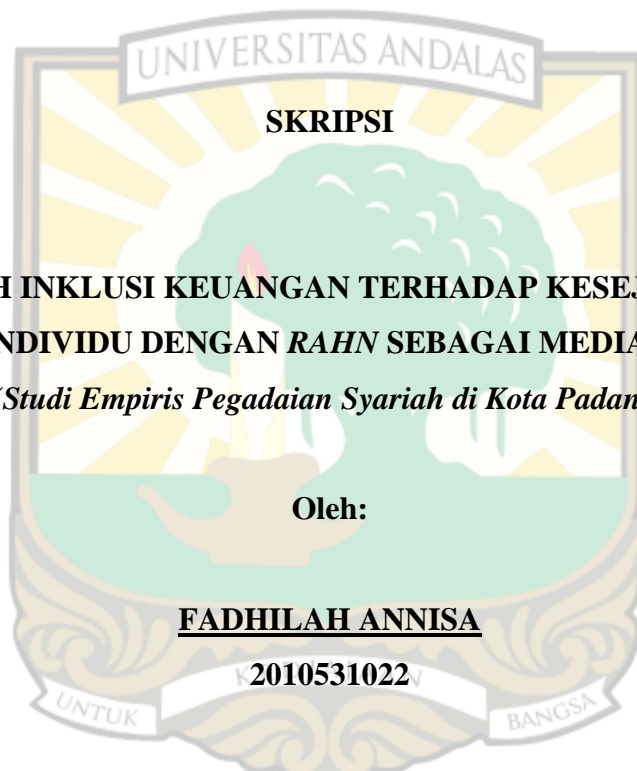 UNIVERSITAS ANDALAS
SKRIPSI
H INKLUSI KEUANGAN TERHADAP KESEJ
NDIVIDU DENGAN RAHN SEBAGAI MEDIA
(Studi Empiris Pegadaian Syariah di Kota Padan
Oleh:
FADHILAH ANNISA
2010531022
UNTUK
BANGSA